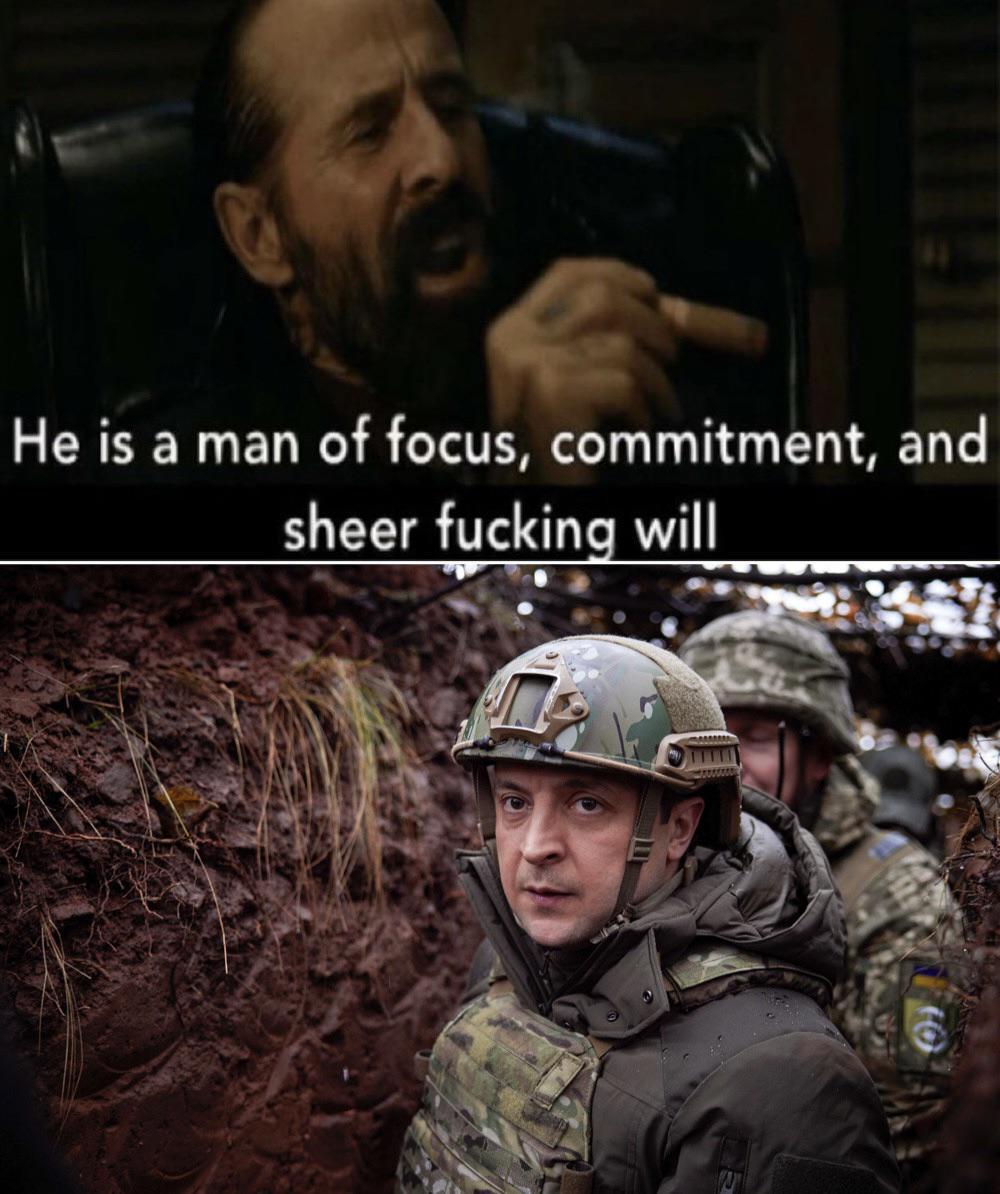 He is a man of focus, commitment, and
sheer fucking will